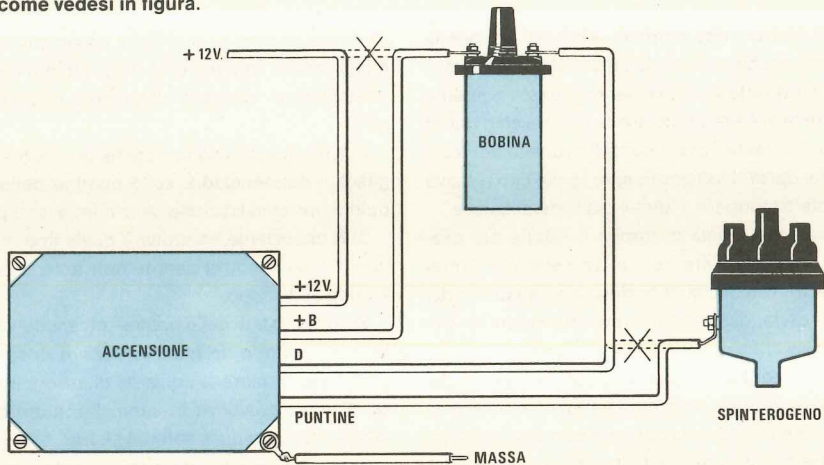 come vedesi in figura.
+12V.
BOBINA
+12V.
+B
ACCENSIONE
D
PUNTINE
SPINTEROGENO
MASSA